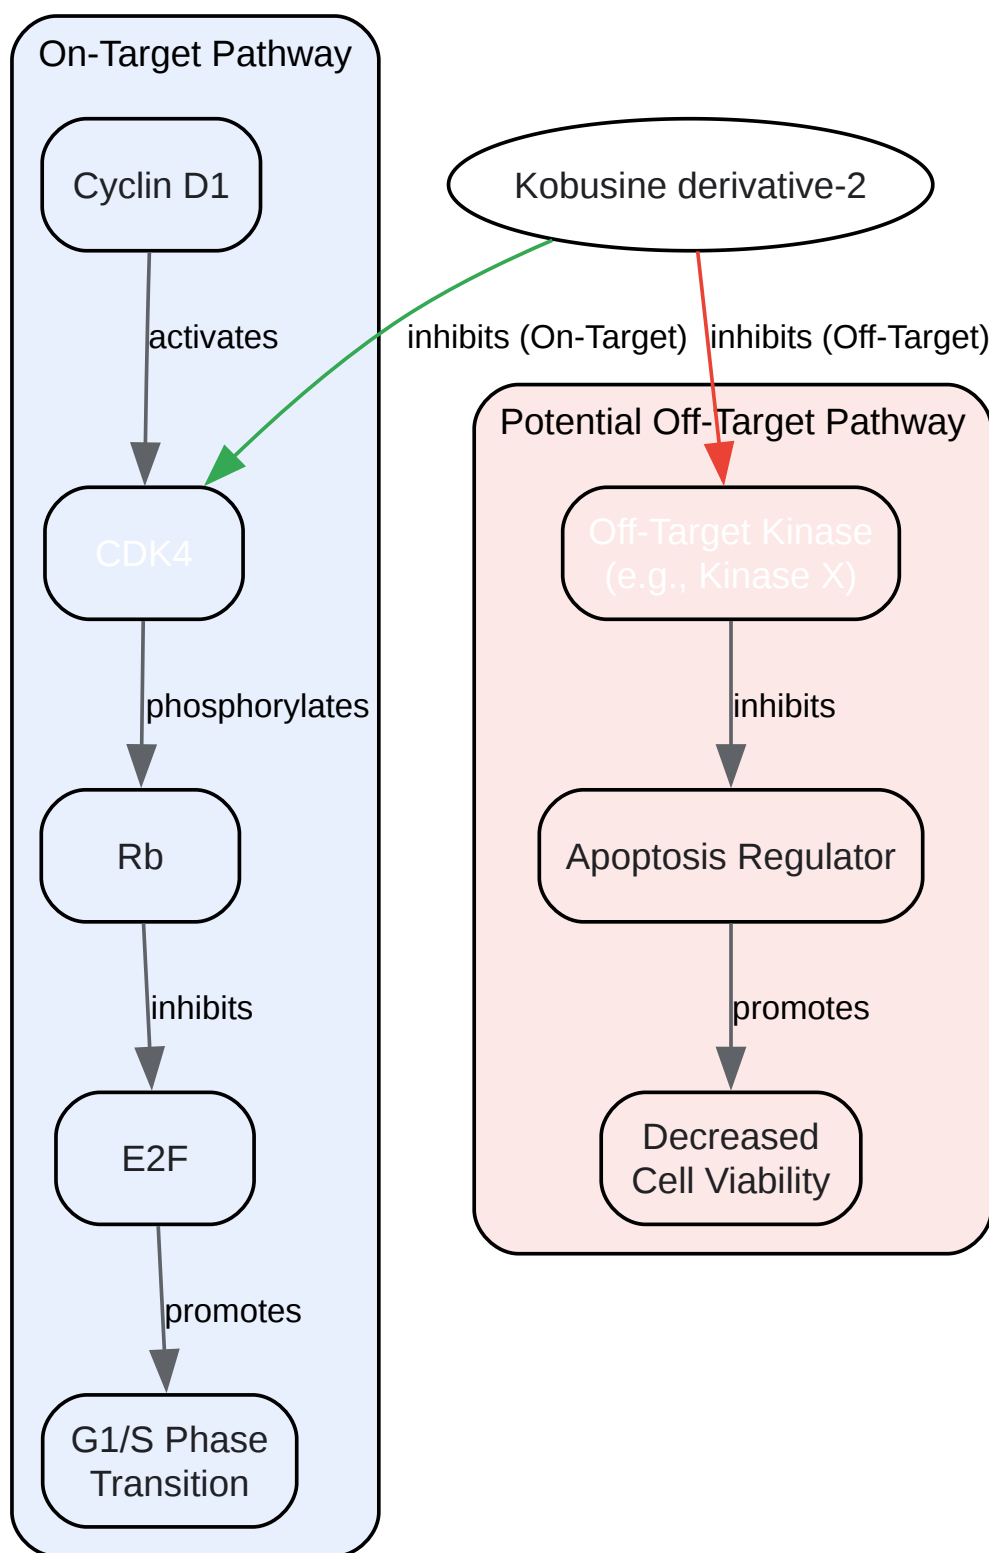 On-Target Pathway
Cyclin D1
Kobusine derivative-2
activates
inhibits (On-Target)
inhibits (Off-Target)
Potential Off-Target Pathway
CDK4
Off-Target Kinase
(e.g., Kinase X)
phosphorylates
inhibits
Rb
Apoptosis Regulator
inhibits
promotes
E2F
Decreased
Cell Viability
promotes
G1/S Phase
Transition